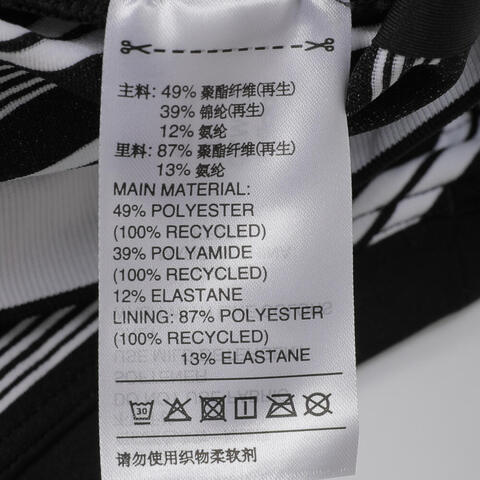 主料: 49% 聚酯纤维(再生)
39% 锦纶(再生)
12% 氨纶
里料: 87% 聚酯纤维(再生)
13% 氨纶
MAIN MATERIAL:
49% POLYESTER
(100% RECYCLED)
39% POLYAMIDE
(100% RECYCLED)
12% ELASTANE
LINING: 87% POLYESTER
(100% RECYCLED)
13% ELASTANE
30
请勿使用织物柔软剂